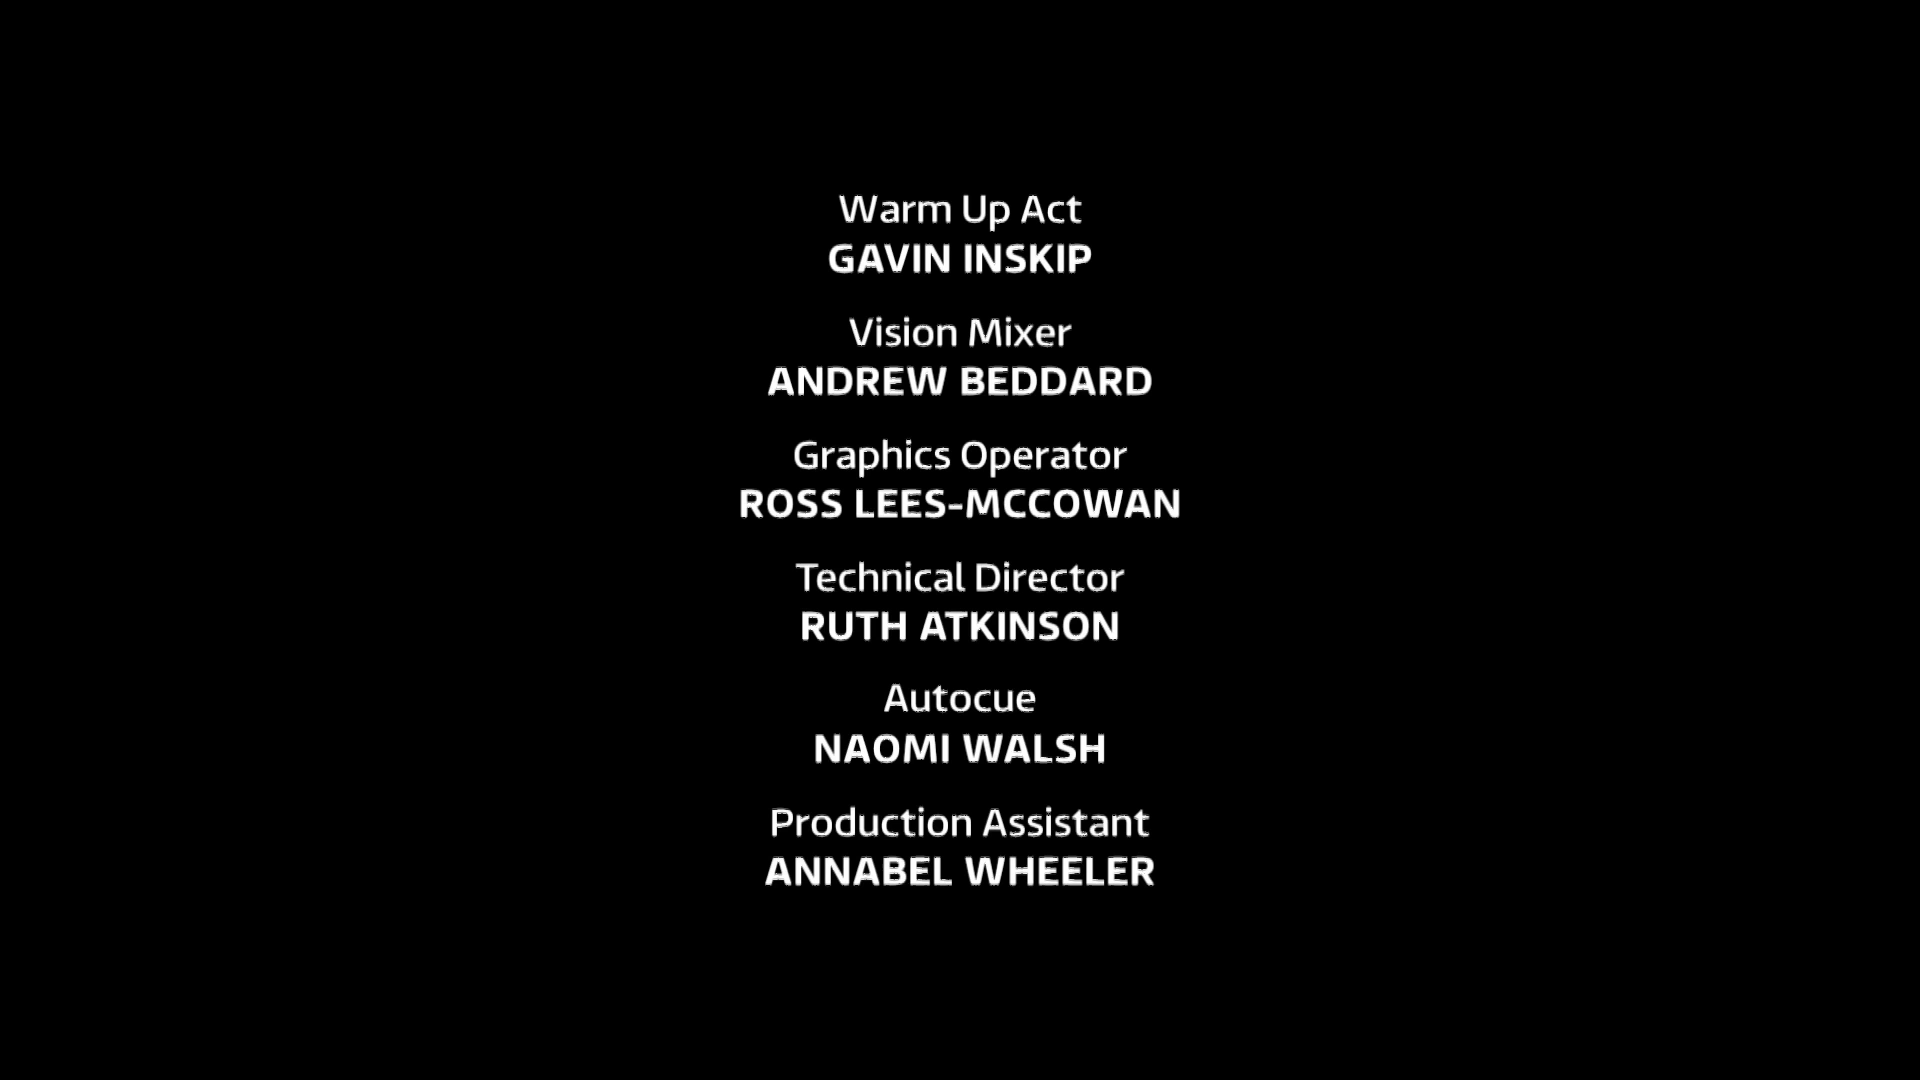 Warm Up Act
GAVIN INSKIP
Vision Mixer
ANDREW BEDDARD
Graphics Operator
ROSS LEES-MCCOWAN
Technical Director
RUTH ATKINSON
Autocue
NAOMI WALSH
Production Assistant
ANNABEL WHEELER